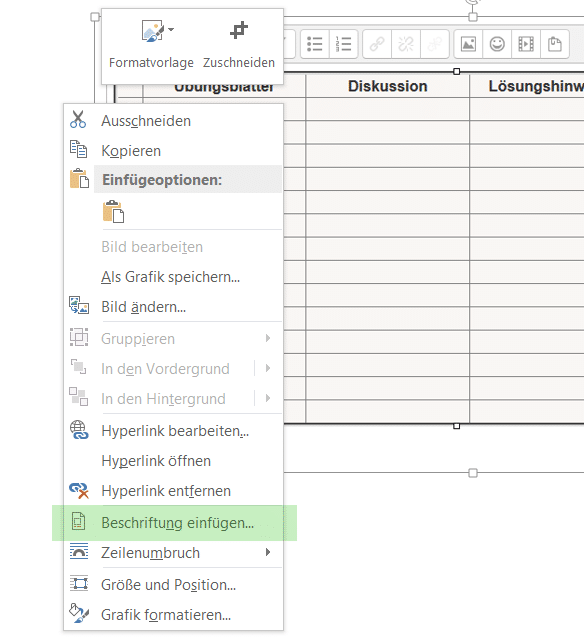 Formatvorlage Zuschneiden
Übungsblätter Diskussion Lösungshinw
Ausschneiden
Kopieren
Einfügeoptionen:
Bild bearbeiten
Als Grafik speichern...
Bild ändern...
Gruppieren
In den Vordergrund
In den Hintergrund
Hyperlink bearbeiten...
Hyperlink öffnen
Hyperlink entfernen
Beschriftung einfügen...
Zeilenumbruch
Größe und Position...
Grafik formatieren...